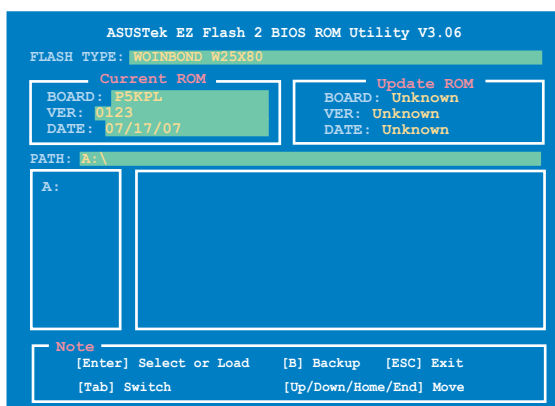 ASUSTek EZ Flash 2 BIOS ROM Utility V3.06
FLASH TYPE: WOINBOND W25X80
Current ROM
BOARD: P5KPL
VER: 0123
DATE: 07/17/07
Update ROM
BOARD: Unknown
VER: Unknown
DATE: Unknown
PATH: A:\
A:
Note
[Enter] Select or Load [B] Backup [ESC] Exit
[Tab] Switch [Up/Down/Home/End] Move